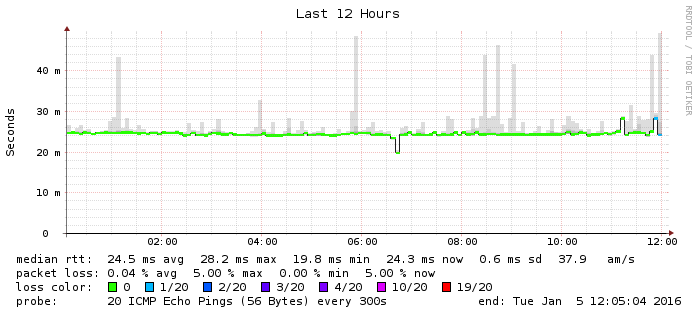 Last 12 Hours
RRDTOOL / TOBI OETIKER
Seconds
40 m
30 m
20 m
10 m
0
02:00 04:00 06:00 08:00 10:00 12:00
median rtt: 24.5 ms avg 28.2 ms max 19.8 ms min 24.3 ms now 0.6 ms sd 37.9 am/s
packet loss: 0.04 % avg 5.00 % max 0.00 % min 5.00 % now
loss color: 0 1/20 2/20 3/20 4/20 10/20 19/20
probe: 20 ICMP Echo Pings (56 Bytes) every 300s end: Tue Jan 5 12:05:04 2016